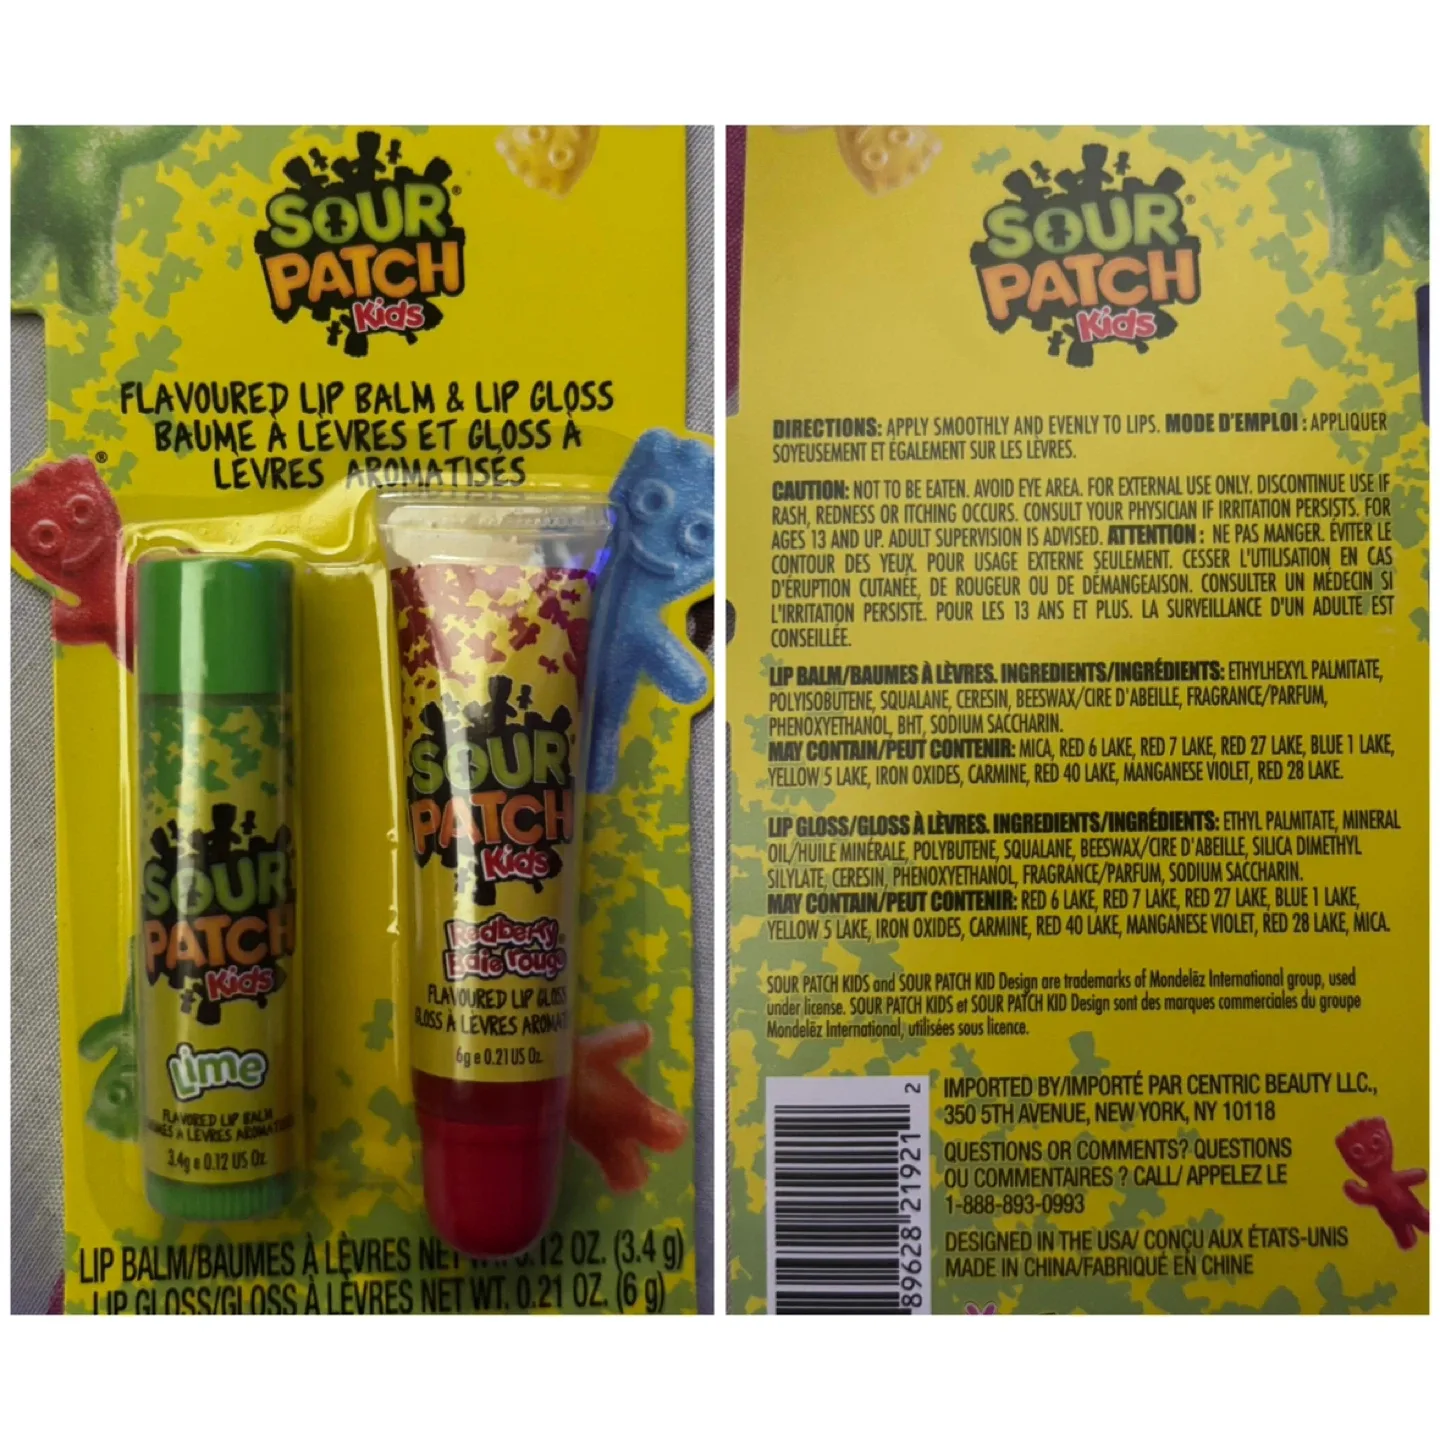 SOUR
PATCH
Kids
FLAVOURED LIP BALM & LIP GLOSS
BAUME À LÈVRES ET GLOSS À
LÈVRES AROMATISÉS
SOUR
PATCH
Kids
Lime
FLAVORED LIP BALM
3.4g e 0.12 US Oz.
SOUR
PATCH
Kids
Redberry
Baie rouge
FLAVOURED LIP GLOSS
GLOSS À LÈVRES
6g e 0.21 US Oz.
LIP BALM/BAUMES À LÈVRES NET 0.12 OZ. (3.4 g)
LIP GLOSS/GLOSS À LÈVRES NET WT. 0.21 OZ. (6 g)
SOUR
PATCH
Kids
DIRECTIONS: APPLY SMOOTHLY AND EVENLY TO LIPS. MODE D'EMPLOI : APPLIQUER
SOYEUSEMENT ET ÉGALEMENT SUR LES LÈVRES.
CAUTION: NOT TO BE EATEN. AVOID EYE AREA. FOR EXTERNAL USE ONLY. DISCONTINUE USE IF
RASH, REDNESS OR ITCHING OCCURS. CONSULT YOUR PHYSICIAN IF IRRITATION PERSISTS. FOR
AGES 13 AND UP. ADULT SUPERVISION IS ADVISED. ATTENTION : NE PAS MANGER. ÉVITER LE
CONTOUR DES YEUX. POUR USAGE EXTERNE SEULEMENT. CESSER L'UTILISATION EN CAS
D'ÉRUPTION CUTANÉE, DE ROUGEUR OU DE DÉMANGEAISON. CONSULTER UN MÉDECIN SI
L'IRRITATION PERSISTE. POUR LES 13 ANS ET PLUS. LA SURVEILLANCE D'UN ADULTE EST
CONSEILLÉE.
LIP BALM/BAUMES À LÈVRES. INGREDIENTS/INGRÉDIENTS: ETHYLHEXYL PALMITATE,
POLYISOBUTENE, SQUALANE, CERESIN, BEESWAX/CIRE D'ABEILLE, FRAGRANCE/PARFUM,
PHENOXYETHANOL, BHT, SODIUM SACCHARIN.
MAY CONTAIN/PEUT CONTENIR: MICA, RED 6 LAKE, RED 7 LAKE, RED 27 LAKE, BLUE 1 LAKE,
YELLOW 5 LAKE, IRON OXIDES, CARMINE, RED 40 LAKE, MANGANESE VIOLET, RED 28 LAKE.
LIP GLOSS/GLOSS À LÈVRES. INGREDIENTS/INGRÉDIENTS: ETHYL PALMITATE, MINERAL
OIL/HUILE MINÉRALE, POLYBUTENE, SQUALANE, BEESWAX/CIRE D'ABEILLE, SILICA DIMETHYL
SILYLATE, CERESIN, PHENOXYETHANOL, FRAGRANCE/PARFUM, SODIUM SACCHARIN.
MAY CONTAIN/PEUT CONTENIR: RED 6 LAKE, RED 7 LAKE, RED 27 LAKE, BLUE 1 LAKE,
YELLOW 5 LAKE, IRON OXIDES, CARMINE, RED 40 LAKE, MANGANESE VIOLET, RED 28 LAKE, MICA.
SOUR PATCH KIDS and SOUR PATCH KID Design are trademarks of Mondelēz International group, used
under license. SOUR PATCH KIDS et SOUR PATCH KID Design sont des marques commerciales du groupe
Mondelēz International, utilisées sous licence.
IMPORTED BY/IMPORTÉ PAR CENTRIC BEAUTY LLC.,
350 5TH AVENUE, NEW YORK, NY 10118
QUESTIONS OR COMMENTS? QUESTIONS
OU COMMENTAIRES ? CALL/ APPELEZ LE
1-888-893-0993
DESIGNED IN THE USA/ CONÇU AUX ÉTATS-UNIS
MADE IN CHINA/FABRIQUÉ EN CHINE
89628 21921 2